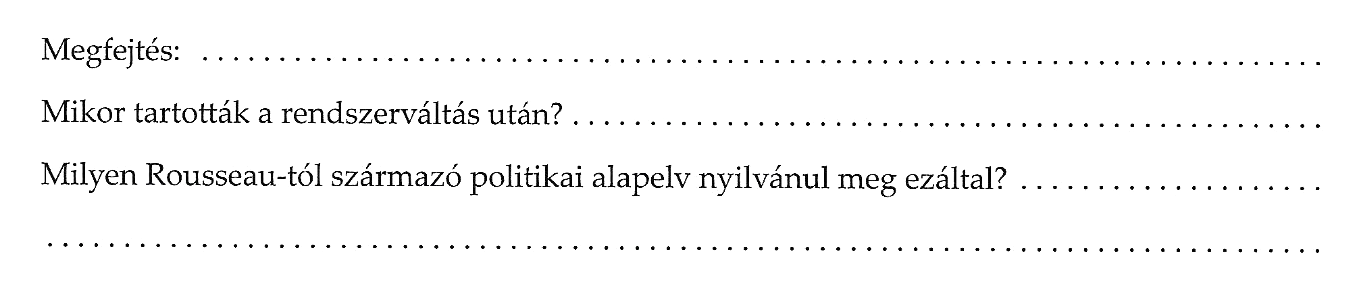 Megfejtés: ......................................................................
Mikor tartották a rendszerváltás után? ................................................
Milyen Rousseau-tól származó politikai alapelv nyilvánul meg ezáltal? ....................
..................................................................................